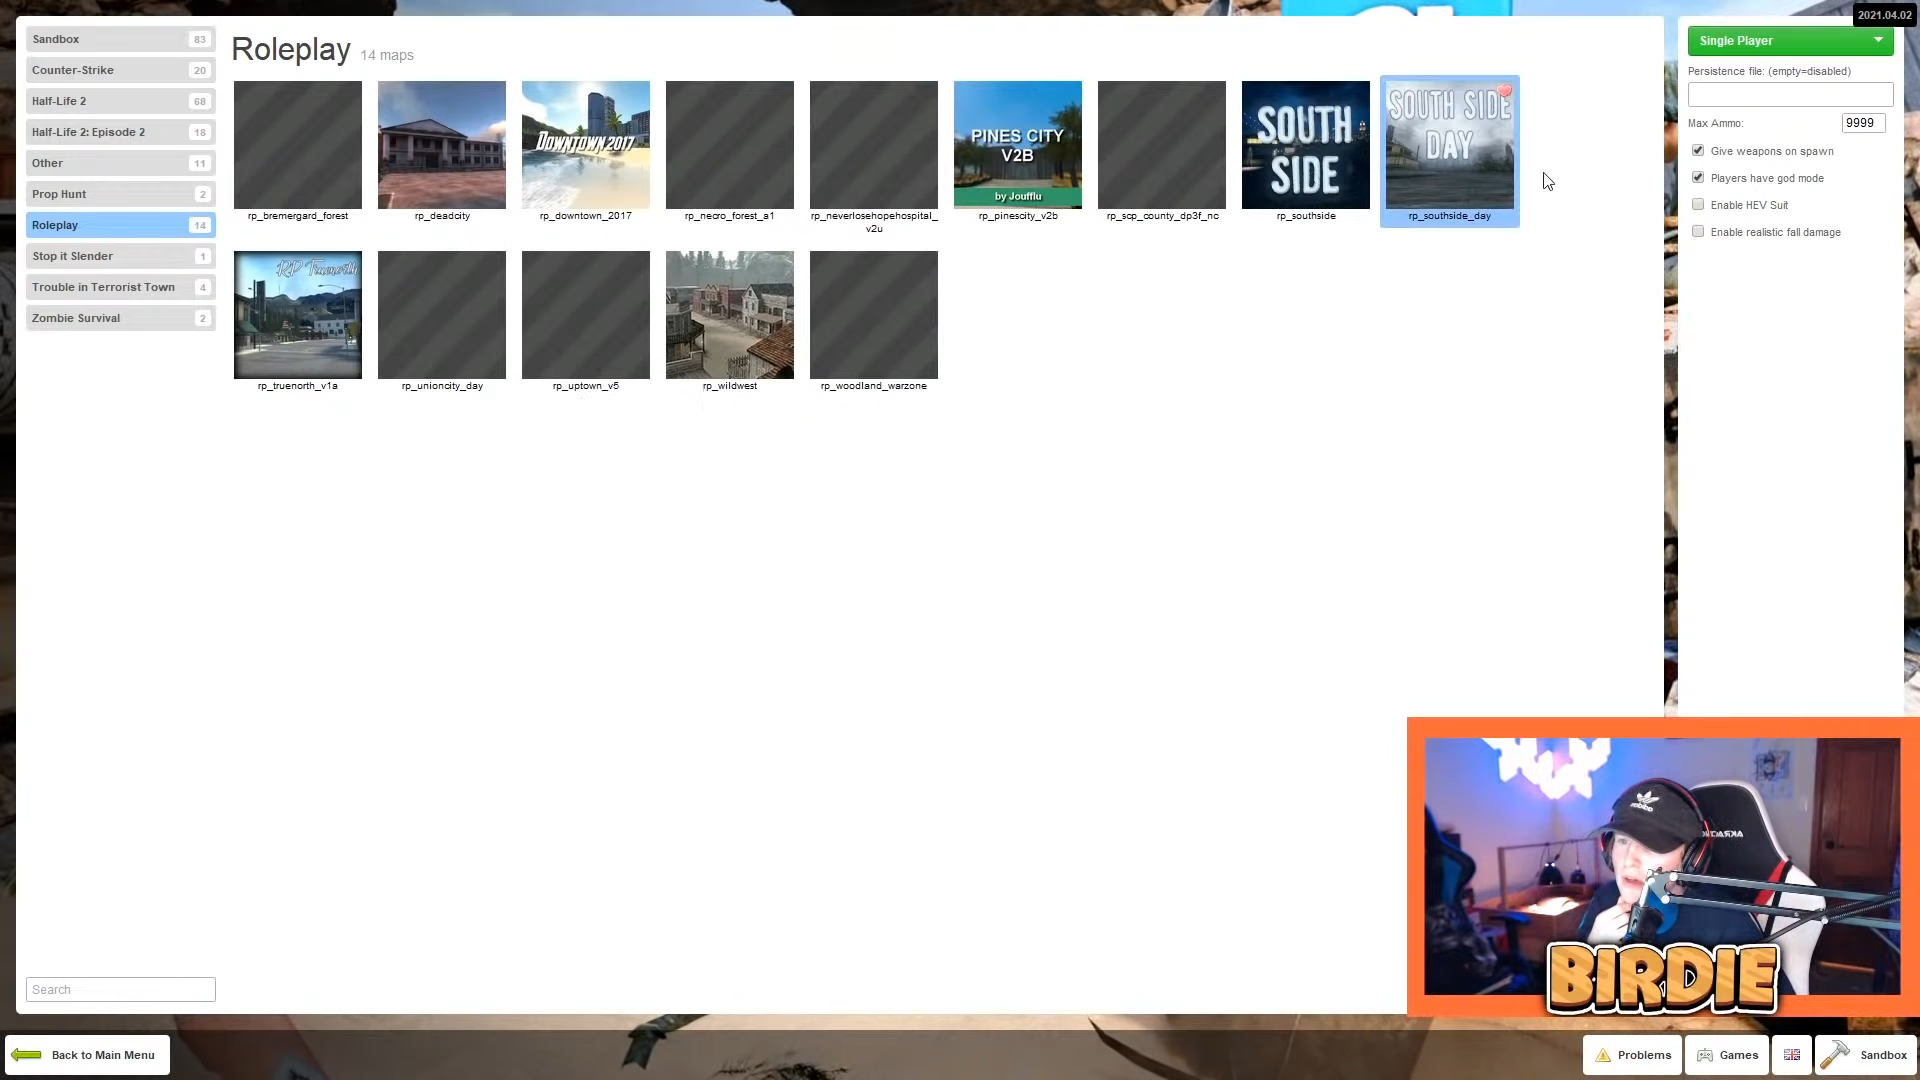 2021.04.02
Sandbox 83
Counter-Strike 20
Half-Life 2 68
Half-Life 2: Episode 2 18
Other 11
Prop Hunt 2
Roleplay 14
Stop it Slender 1
Trouble in Terrorist Town 4
Zombie Survival 2
Search
Roleplay 14 maps
rp_bremergard_forest
rp_deadcity
DOWNTOWN 2017
rp_downtown_2017
rp_necro_forest_a1
rp_neverlosehopehospital_
v2u
PINES CITY
V2B
by Joufflu
rp_pinescity_v2b
rp_scp_county_dp3f_nc
SOUTH
SIDE
rp_southside
SOUTH SIDE
DAY
rp_southside_day
RP Truenorth
rp_truenorth_v1a
rp_unioncity_day
rp_uptown_v5
rp_wildwest
rp_woodland_warzone
Single Player
Persistence file: (empty=disabled)
Max Ammo: 9999
Give weapons on spawn
Players have god mode
Enable HEV Suit
Enable realistic fall damage
BIRDIE
Back to Main Menu
Problems
Games
Sandbox